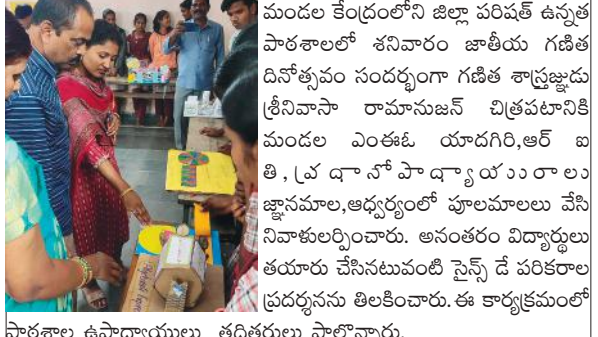 మండల కేంద్రంలోని జిల్లా పరిషత్ ఉన్నత
పాఠశాలలో శనివారం జాతీయ గణిత
దినోత్సవం సందర్భంగా గణిత శాస్త్రజ్ఞుడు
శ్రీనివాసా రామానుజన్ చిత్రపటానికి
మండల ఎంఈఓ యాదగిరి,ఆర్ ఐ
తి, ప్రధానోపాధ్యాయురాలు
జ్ఞానమాల,ఆధ్వర్యంలో పూలమాలలు వేసి
నివాళులర్పించారు. అనంతరం విద్యార్థులు
తయారు చేసినటువంటి సైన్స్ డే పరికరాల
ప్రదర్శనను తిలకించారు.ఈ కార్యక్రమంలో
పాఠశాల ఉపాధ్యాయులు తదితరులు పాల్గొన్నారు.